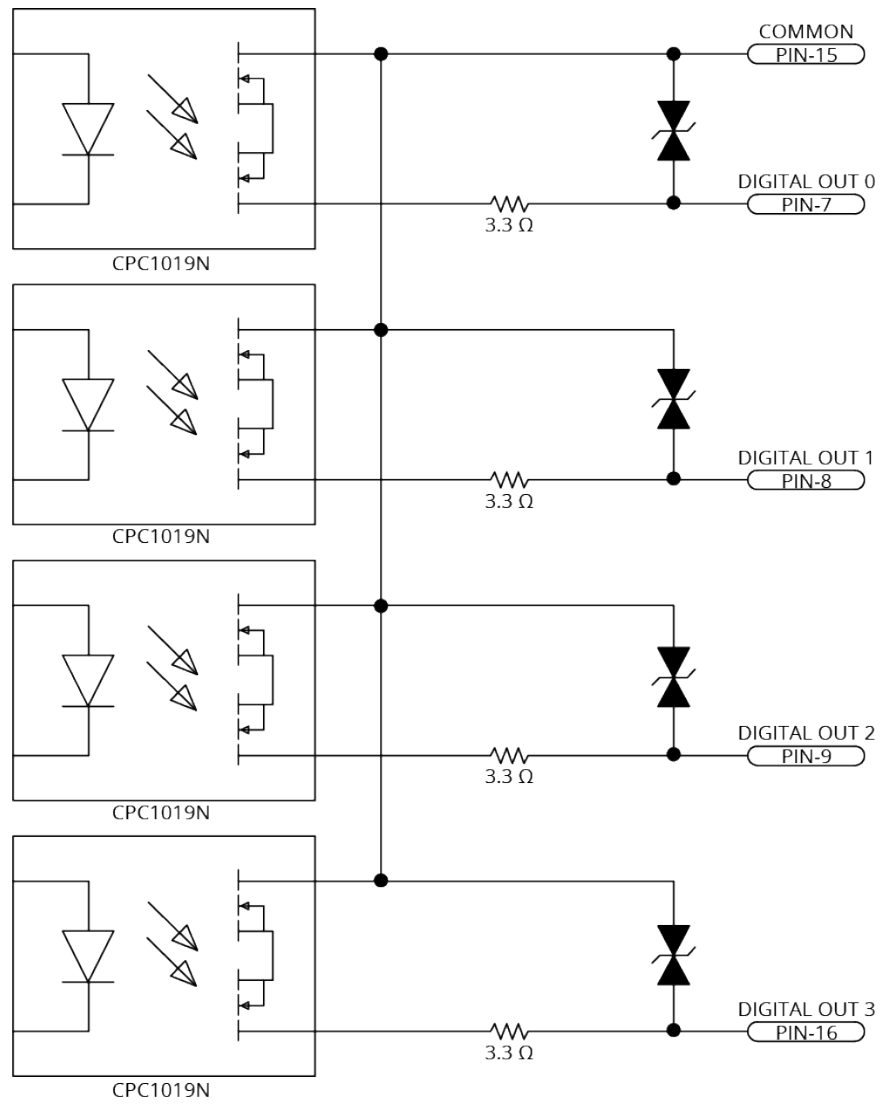 COMMON
PIN-15
DIGITAL OUT 0
PIN-7
3.3 Ω
CPC1019N
DIGITAL OUT 1
PIN-8
3.3 Ω
CPC1019N
DIGITAL OUT 2
PIN-9
3.3 Ω
CPC1019N
DIGITAL OUT 3
PIN-16
3.3 Ω
CPC1019N